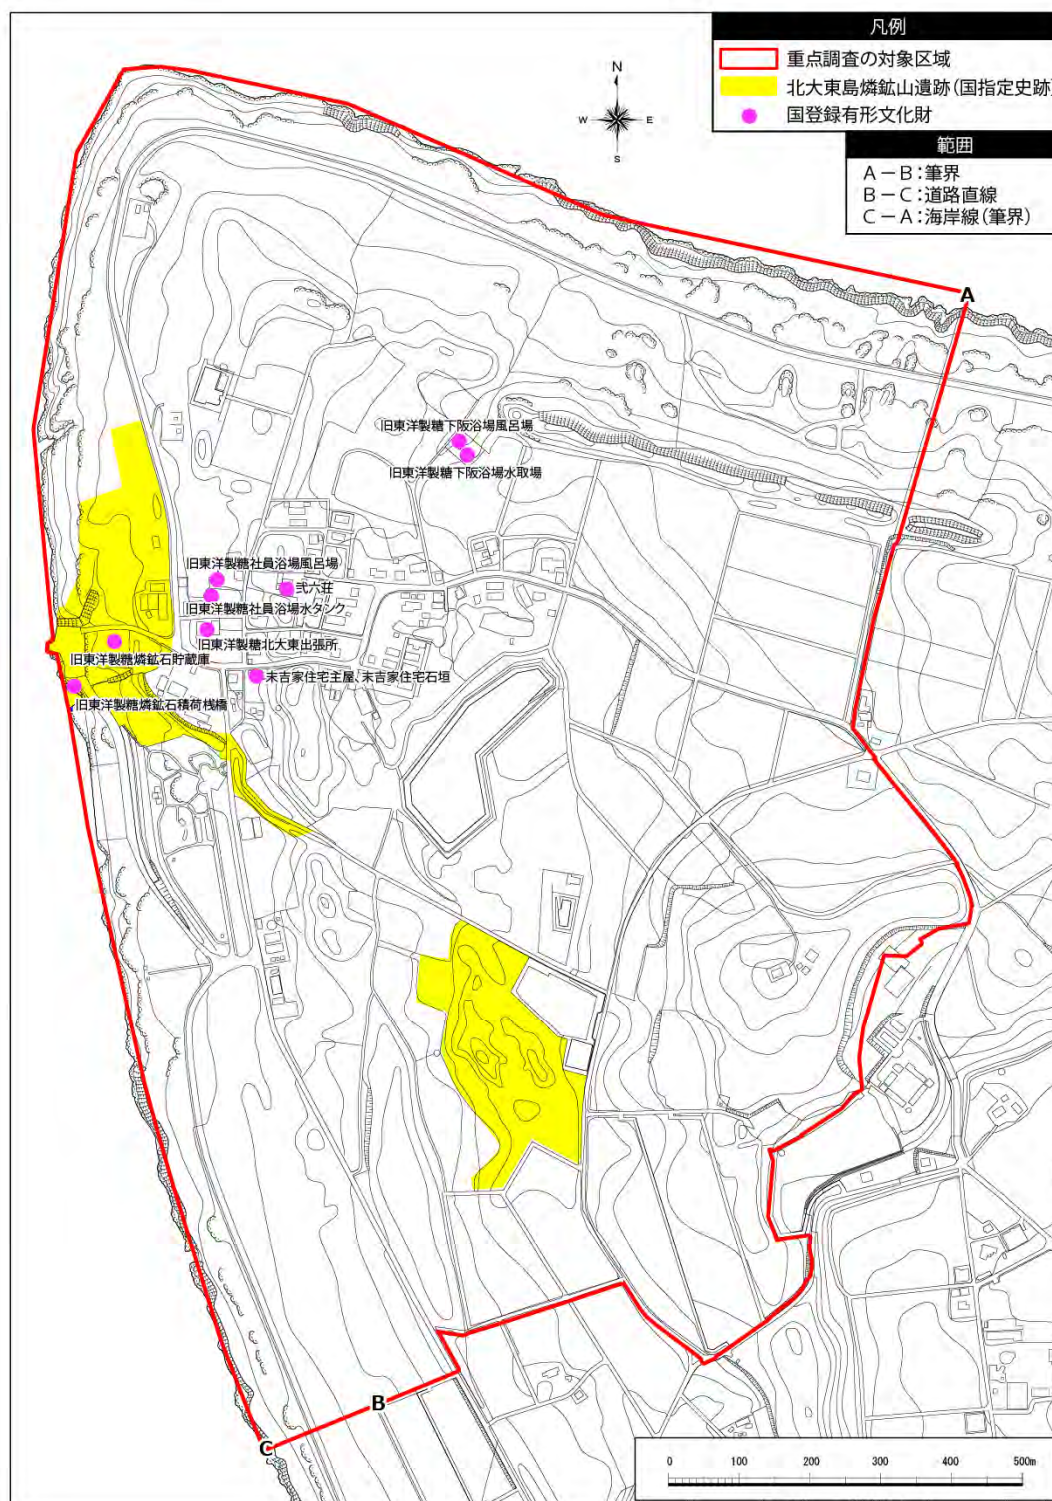 凡例
重点調査の対象区域
北大東島燐鉱山遺跡(国指定史跡)
国登録有形文化財
N
W
E
S
範囲
A－B:筆界
B－C:道路直線
C－A:海岸線(筆界)
A
旧東洋製糖下阪浴場風呂場
旧東洋製糖下阪浴場水取場
旧東洋製糖社員浴場風呂場
弐六荘
旧東洋製糖社員浴場水タンク
旧東洋製糖北大東出張所
旧東洋製糖燐鉱石貯蔵庫
末吉家住宅主屋、末吉家住宅石垣
旧東洋製糖燐鉱石積荷桟橋
B
C
0 100 200 300 400 500m